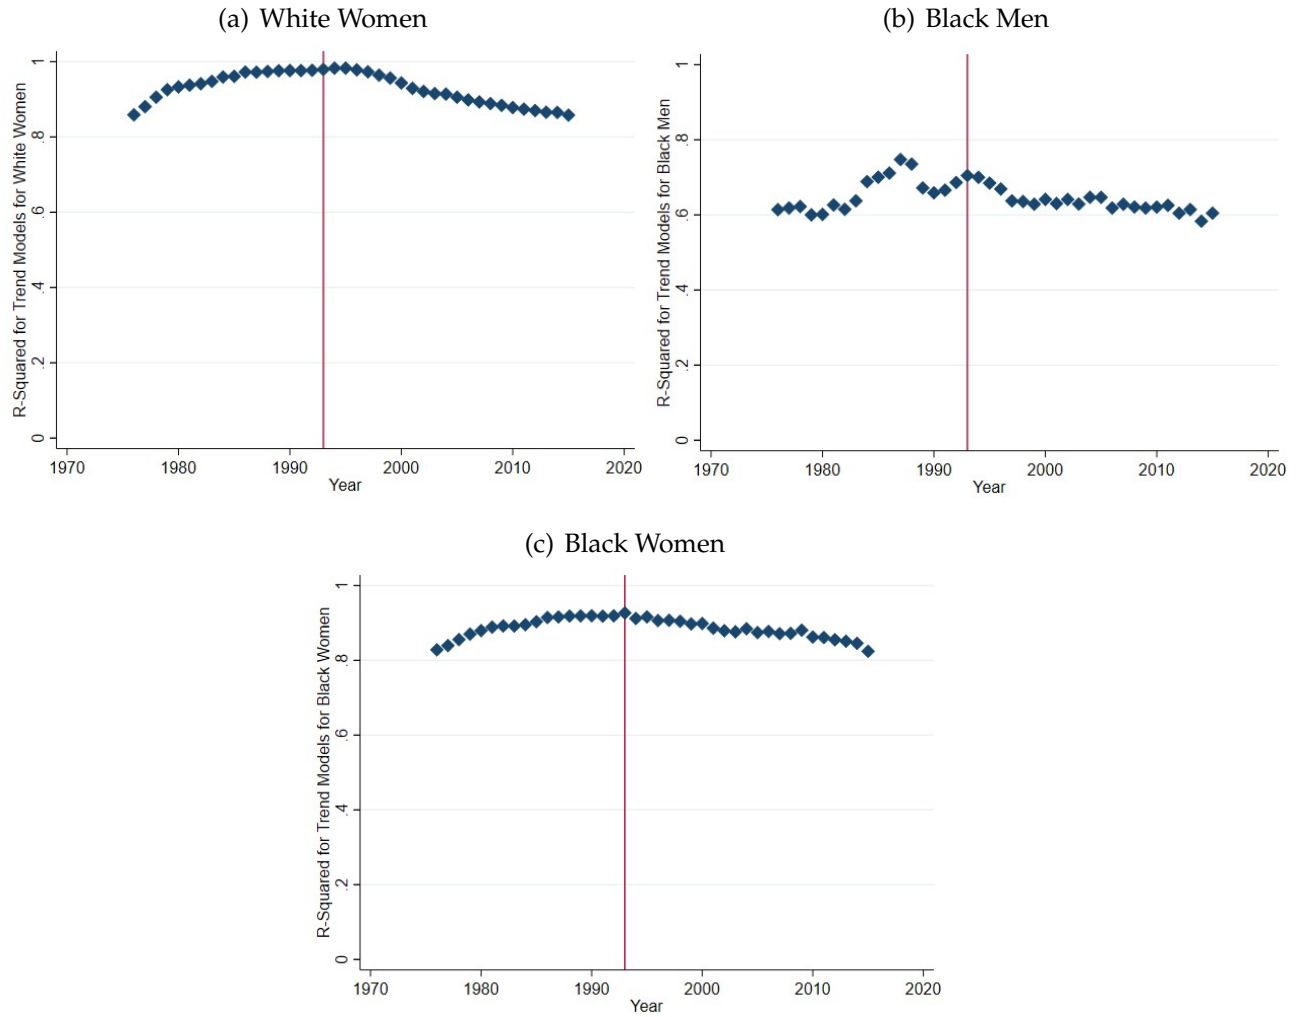 (a) White Women
R-Squared for Trend Models for White Women
1
.8
.6
.4
.2
0
1970 1980 1990 2000 2010 2020
Year
(b) Black Men
R-Squared for Trend Models for Black Men
1
.8
.6
.4
.2
0
1970 1980 1990 2000 2010 2020
Year
(c) Black Women
R-Squared for Trend Models for Black Women
1
.8
.6
.4
.2
0
1970 1980 1990 2000 2010 2020
Year